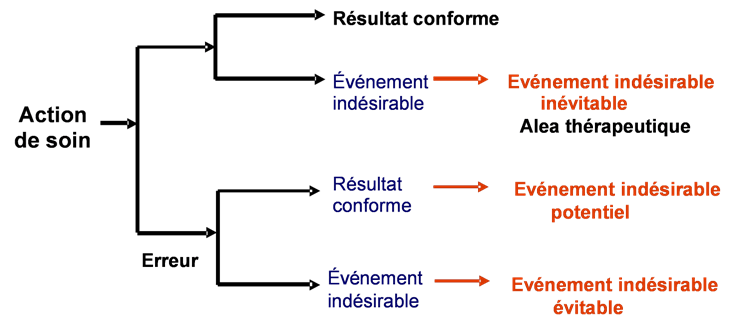 Résultat conforme
Événement
indésirable
Evénement indésirable
inévitable
Alea thérapeutique
Action
de soin
Résultat
conforme
Evénement indésirable
potentiel
Erreur
Événement
indésirable
Evénement indésirable
évitable